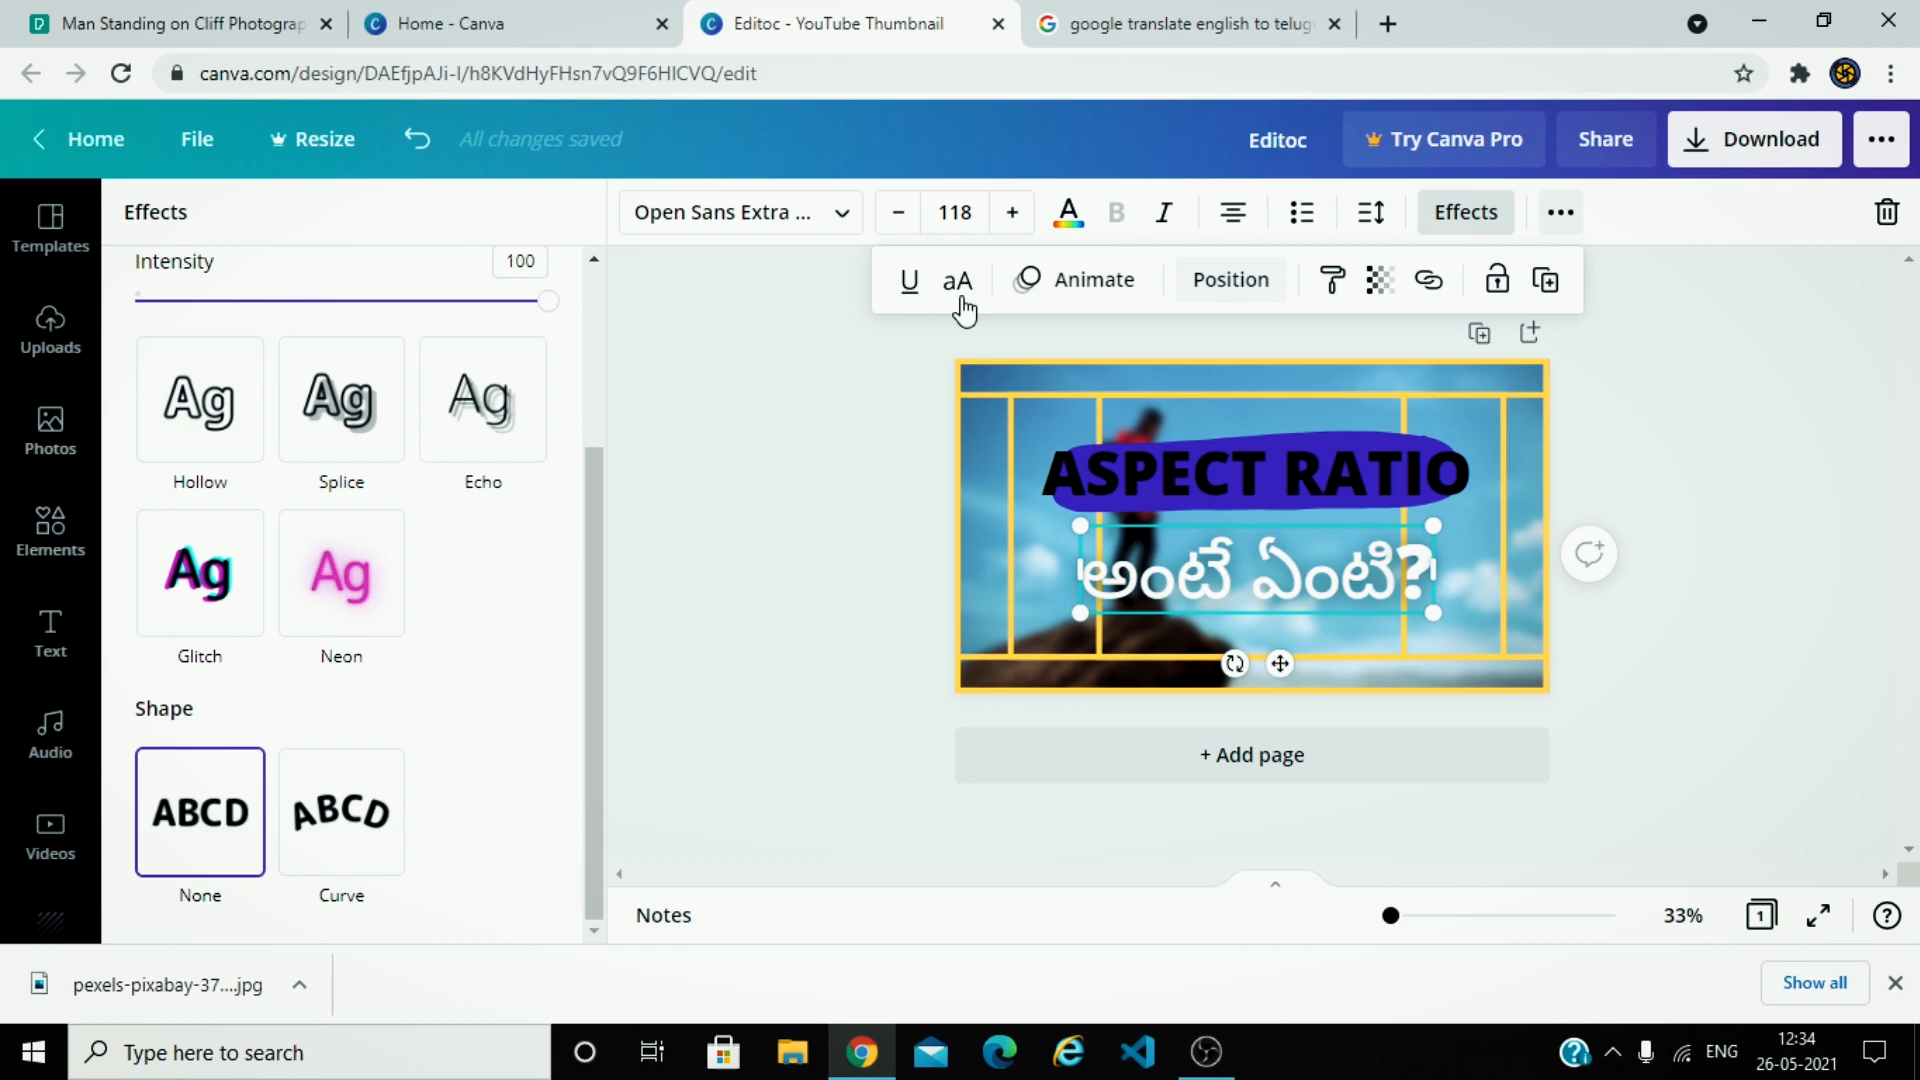 Man Standing on Cliff Photograp
Home - Canva
Editoc - YouTube Thumbnail
google translate english to telug
canva.com/design/DAEfjpAJi-I/h8KVdHyFHsn7vQ9F6HICVQ/edit
Home
File
Resize
All changes saved
Editoc
Try Canva Pro
Share
Download
Templates
Uploads
Photos
Elements
Text
Audio
Videos
Effects
Intensity
100
Ag
Ag
Ag
Hollow
Splice
Echo
Ag
Ag
Glitch
Neon
Shape
ABCD
ABCD
None
Curve
Open Sans Extra ...
118
A
B
I
Effects
U
aA
Animate
Position
ASPECT RATIO
అంటే ఏంటి?
+ Add page
Notes
33%
1
pexels-pixabay-37....jpg
Show all
Type here to search
ENG
12:34
26-05-2021